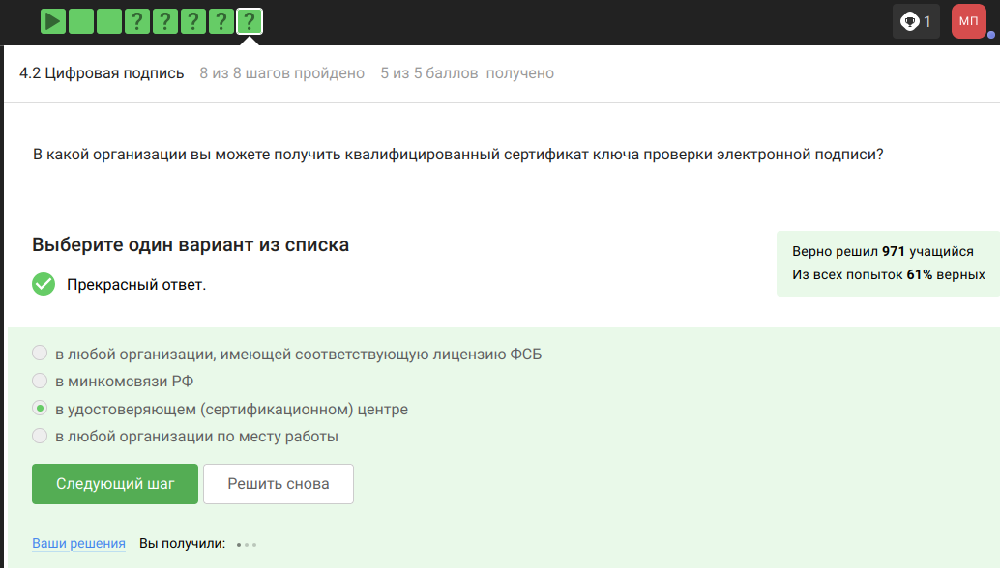 ? ? ? ? ?
1
МП
4.2 Цифровая подпись 8 из 8 шагов пройдено 5 из 5 баллов получено
В какой организации вы можете получить квалифицированный сертификат ключа проверки электронной подписи?
Выберите один вариант из списка
Прекрасный ответ.
Верно решил 971 учащийся
Из всех попыток 61% верных
в любой организации, имеющей соответствующую лицензию ФСБ
в минкомсвязи РФ
в удостоверяющем (сертификационном) центре
в любой организации по месту работы
Следующий шаг Решить снова
Ваши решения Вы получили: